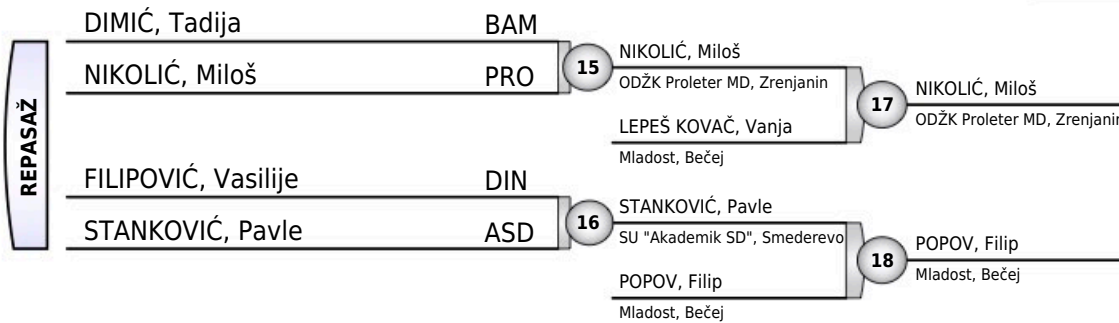 DIMIĆ, Tadija BAM
NIKOLIĆ, Miloš PRO
15
NIKOLIĆ, Miloš
ODŽK Proleter MD, Zrenjanin
LEPEŠ KOVAČ, Vanja
Mladost, Bečej
17
NIKOLIĆ, Miloš
ODŽK Proleter MD, Zrenjanin
REPASAŽ
FILIPOVIĆ, Vasilije DIN
STANKOVIĆ, Pavle ASD
16
STANKOVIĆ, Pavle
SU "Akademik SD", Smederevo
POPOV, Filip
Mladost, Bečej
18
POPOV, Filip
Mladost, Bečej